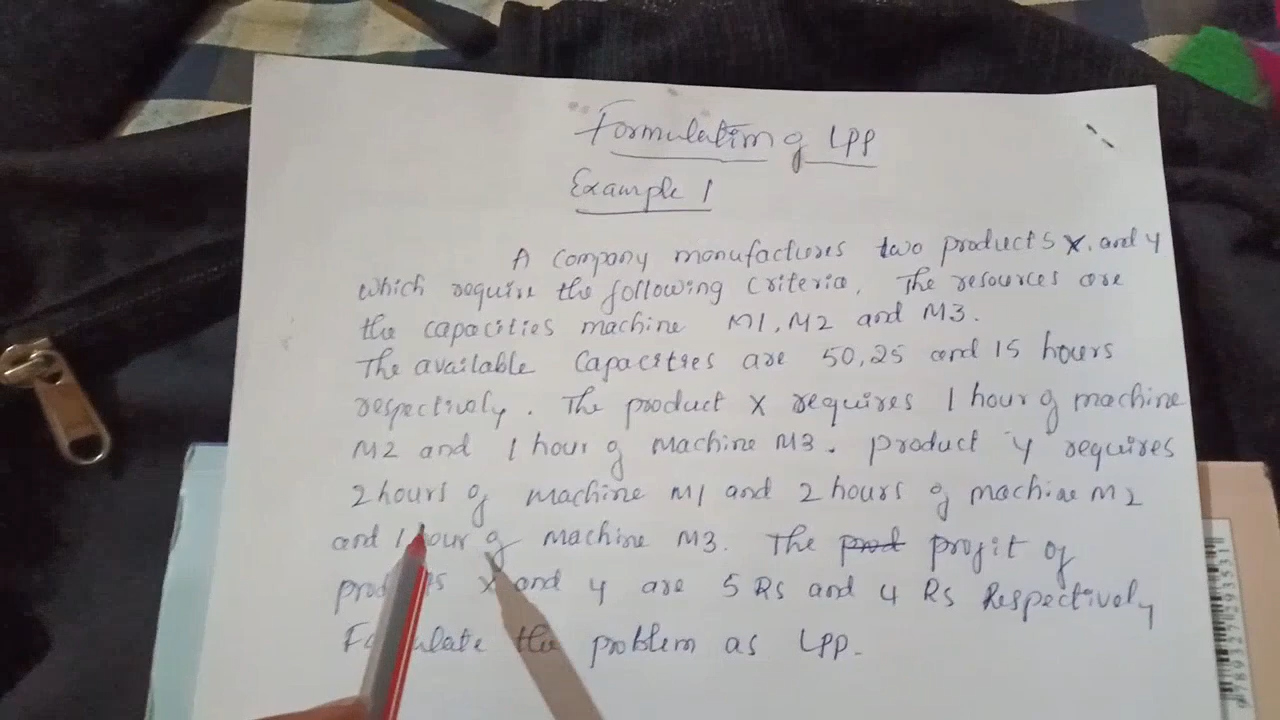 Formulation of LPP
Example 1
A company manufactures two products x, and y
which require the following criteria. The resources are
the capacities machine M1, M2 and M3.
The available capacities are 50, 25 and 15 hours
respectively. The product x requires 1 hour of machine
M2 and 1 hour of machine M3. product y requires
2 hours of machine M1 and 2 hours of machine M2
and 1 hour of machine M3. The prod profit of
x and y are 5 Rs and 4 Rs Respectively
the problem as LPP.